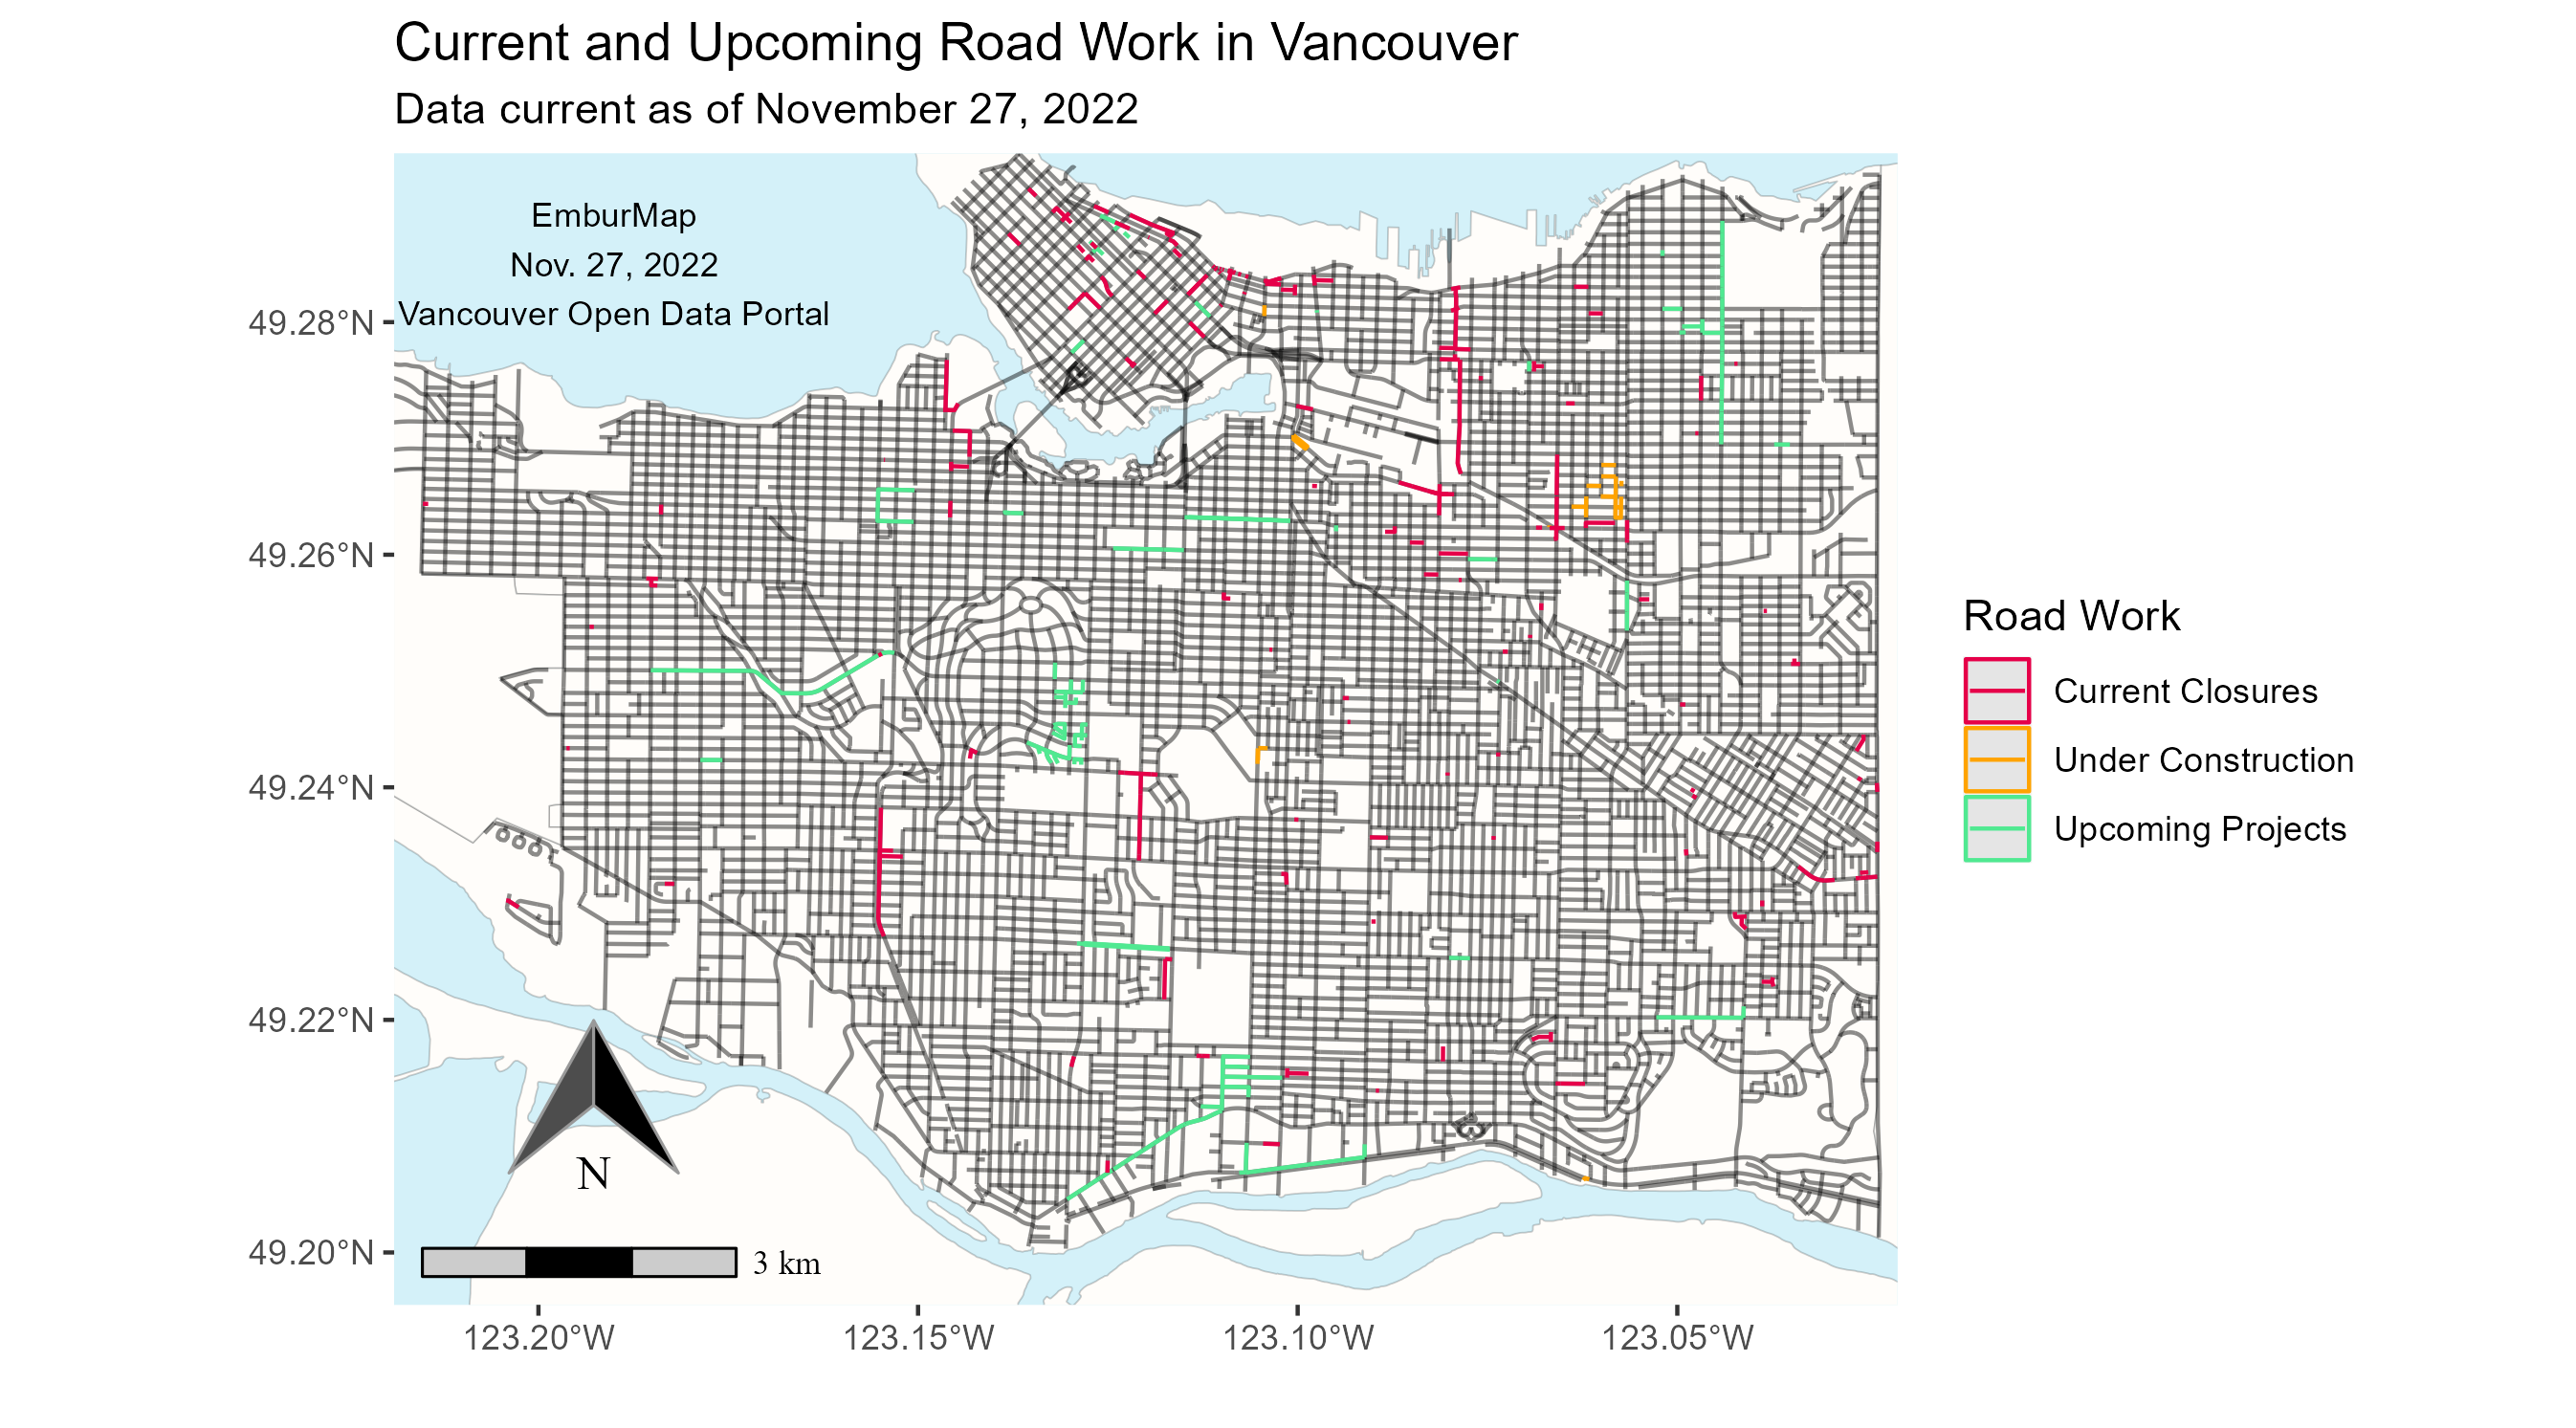 Current and Upcoming Road Work in Vancouver
Data current as of November 27, 2022
EmburMap
Nov. 27, 2022
Vancouver Open Data Portal
49.28°N
49.26°N
49.24°N
49.22°N
49.20°N
N
3 km
123.20°W
123.15°W
123.10°W
123.05°W
Road Work
Current Closures
Under Construction
Upcoming Projects